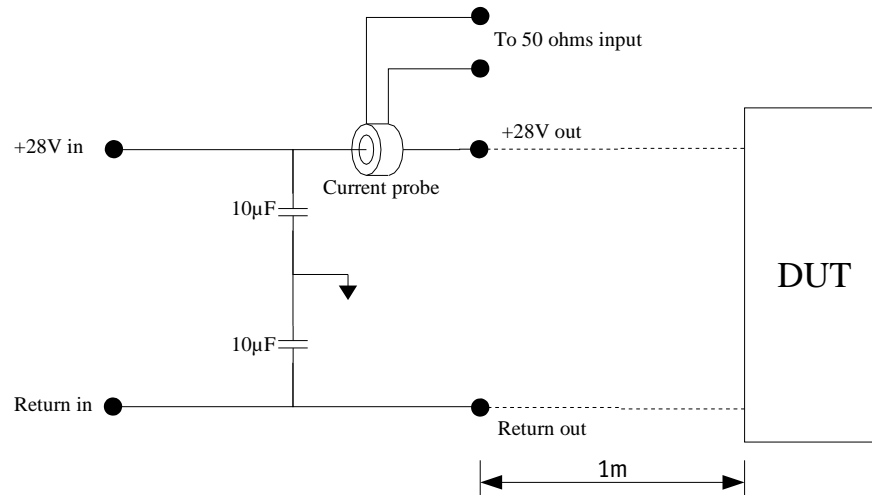 To 50 ohms input
+28V in
+28V out
Current probe
10µF
DUT
10µF
Return in
Return out
1m